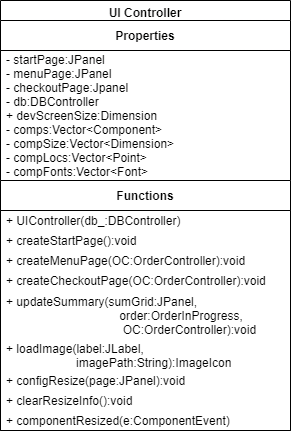 UI Controller
Properties
- startPage:JPanel
- menuPage:JPanel
- checkoutPage:Jpanel
- db:DBController
+ devScreenSize:Dimension
- comps:Vector<Component>
- compSize:Vector<Dimension>
- compLocs:Vector<Point>
- compFonts:Vector<Font>
Functions
+ UIController(db_:DBController)
+ createStartPage():void
+ createMenuPage(OC:OrderController):void
+ createCheckoutPage(OC:OrderController):void
+ updateSummary(sumGrid:JPanel,
order:OrderInProgress,
OC:OrderController):void
+ loadImage(label:JLabel,
imagePath:String):ImageIcon
+ configResize(page:JPanel):void
+ clearResizeInfo():void
+ componentResized(e:ComponentEvent)